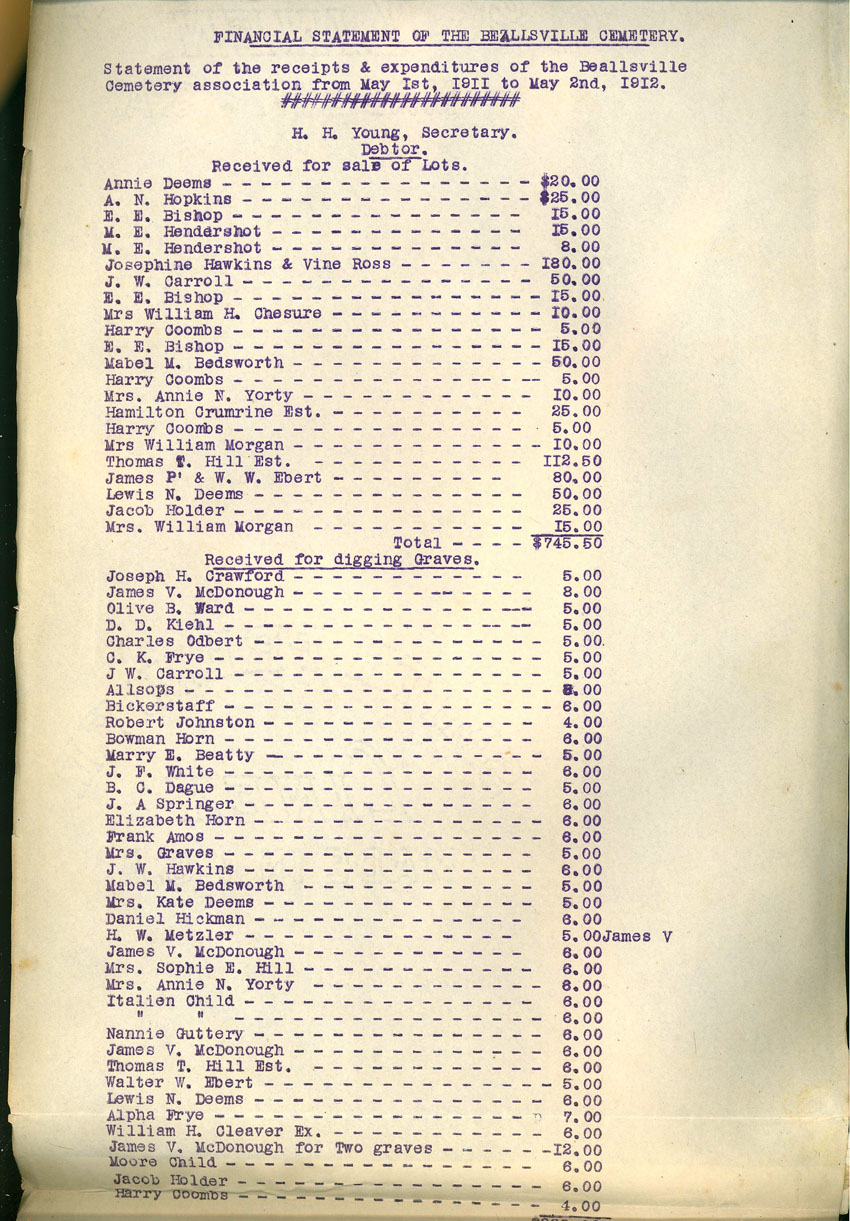 FINANCIAL STATEMENT OF THE BEALLSVILLE CEMETERY.
Statement of the receipts & expenditures of the Beallsville
Cemetery association from May Ist, I9II to May 2nd, I9I2.
########################
H. H. Young, Secretary.
Debtor.
Received for sale of Lots.
Annie Deems - - - - - - - - - - - - - - - - $20.00
A. N. Hopkins - - - - - - - - - - - - - - - $25.00
E. E. Bishop - - - - - - - - - - - - - - - I5.00
M. E. Hendershot - - - - - - - - - - - - - I5.00
M. E. Hendershot - - - - - - - - - - - - - 8.00
Josephine Hawkins & Vine Ross - - - - - - - I80.00
J. W. Carroll - - - - - - - - - - - - - - - 50.00
E. E. Bishop - - - - - - - - - - - - - - - - I5.00
Mrs William H. Chesure - - - - - - - - - - - I0.00
Harry Coombs - - - - - - - - - - - - - - - - 5.00
E. E. Bishop - - - - - - - - - - - - - - - - I5.00
Mabel M. Bedsworth - - - - - - - - - - - - - 50.00
Harry Coombs - - - - - - - - - - - - - - - - 5.00
Mrs. Annie N. Yorty - - - - - - - - - - - - I0.00
Hamilton Crumrine Est. - - - - - - - - - - 25.00
Harry Coombs - - - - - - - - - - - - - - - 5.00
Mrs William Morgan - - - - - - - - - - - - - I0.00
Thomas T. Hill Est. - - - - - - - - - - - II2.50
James P' & W. W. Ebert - - - - - - - - - 80.00
Lewis N. Deems - - - - - - - - - - - - - - 50.00
Jacob Holder - - - - - - - - - - - - - - - 25.00
Mrs. William Morgan - - - - - - - - - - - I5.00
Total - - - - $745.50
Received for digging Graves.
Joseph H. Crawford - - - - - - - - - - - - 5.00
James V. McDonough - - - - - - - - - - - - 8.00
Olive B. Ward - - - - - - - - - - - - - - - 5.00
D. D. Kiehl - - - - - - - - - - - - - - - - 5.00
Charles Odbert - - - - - - - - - - - - - - - 5.00.
C. K. Frye - - - - - - - - - - - - - - - - - 5.00
J W. Carroll - - - - - - - - - - - - - - - - 5.00
Allsops - - - - - - - - - - - - - - - - - - - 8.00
Bickerstaff - - - - - - - - - - - - - - - - - 6.00
Robert Johnston - - - - - - - - - - - - - - 4.00
Bowman Horn - - - - - - - - - - - - - - - - 6.00
Marry E. Beatty - - - - - - - - - - - - - - 5.00
J. F. White - - - - - - - - - - - - - - - - 6.00
B. C. Dague - - - - - - - - - - - - - - - - 5.00
J. A Springer - - - - - - - - - - - - - - - 6.00
Elizabeth Horn - - - - - - - - - - - - - - - 6.00
Frank Amos - - - - - - - - - - - - - - - - - 6.00
Mrs. Graves - - - - - - - - - - - - - - - - 5.00
J. W. Hawkins - - - - - - - - - - - - - - - 6.00
Mabel M. Bedsworth - - - - - - - - - - - - 5.00
Mrs. Kate Deems - - - - - - - - - - - - - - 5.00
Daniel Hickman - - - - - - - - - - - - - - 6.00
H. W. Metzler - - - - - - - - - - - - - - 5.00James V
James V. McDonough - - - - - - - - - - - - 6.00
Mrs. Sophie E. Hill - - - - - - - - - - - - 6.00
Mrs. Annie N. Yorty - - - - - - - - - - - 6.00
Italien Child - - - - - - - - - - - - - - - 6.00
" " - - - - - - - - - - - - - - - 6.00
Nannie Guttery - - - - - - - - - - - - - - 6.00
James V. McDonough - - - - - - - - - - - - 6.00
Thomas T. Hill Est. - - - - - - - - - - - 6.00
Walter W. Ebert - - - - - - - - - - - - - - - 5.00
Lewis N. Deems - - - - - - - - - - - - - - - 6.00
Alpha Frye - - - - - - - - - - - - - - - - 7.00
William H. Cleaver Ex. - - - - - - - - - - - 6.00
James V. McDonough for Two graves - - - - - -I2.00
Moore Child - - - - - - - - - - - - - - - - 6.00
Jacob Holder - - - - - - - - - - - - - - - - 6.00
Harry Coombs - - - - - - - - - - - - - - - - 4.00